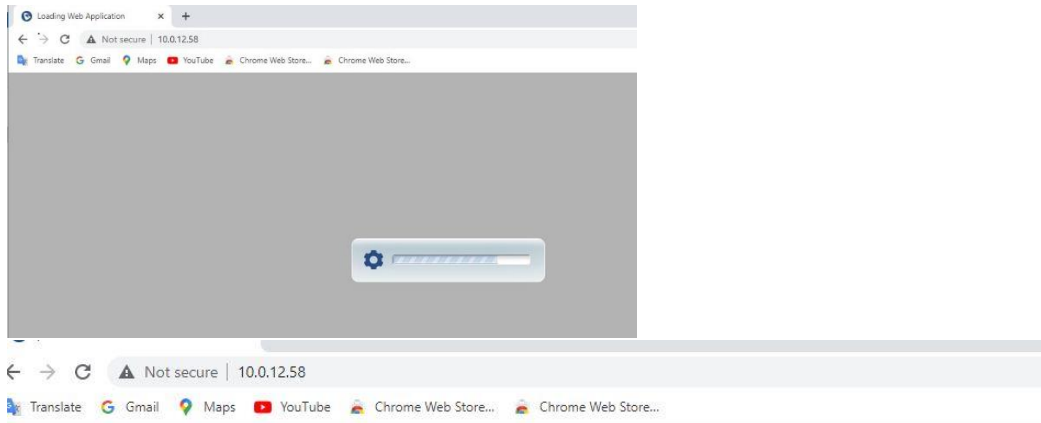 Loading Web Application
Not secure | 10.0.12.58
Translate Gmail Maps YouTube Chrome Web Store... Chrome Web Store...
Not secure | 10.0.12.58
Translate Gmail Maps YouTube Chrome Web Store... Chrome Web Store...